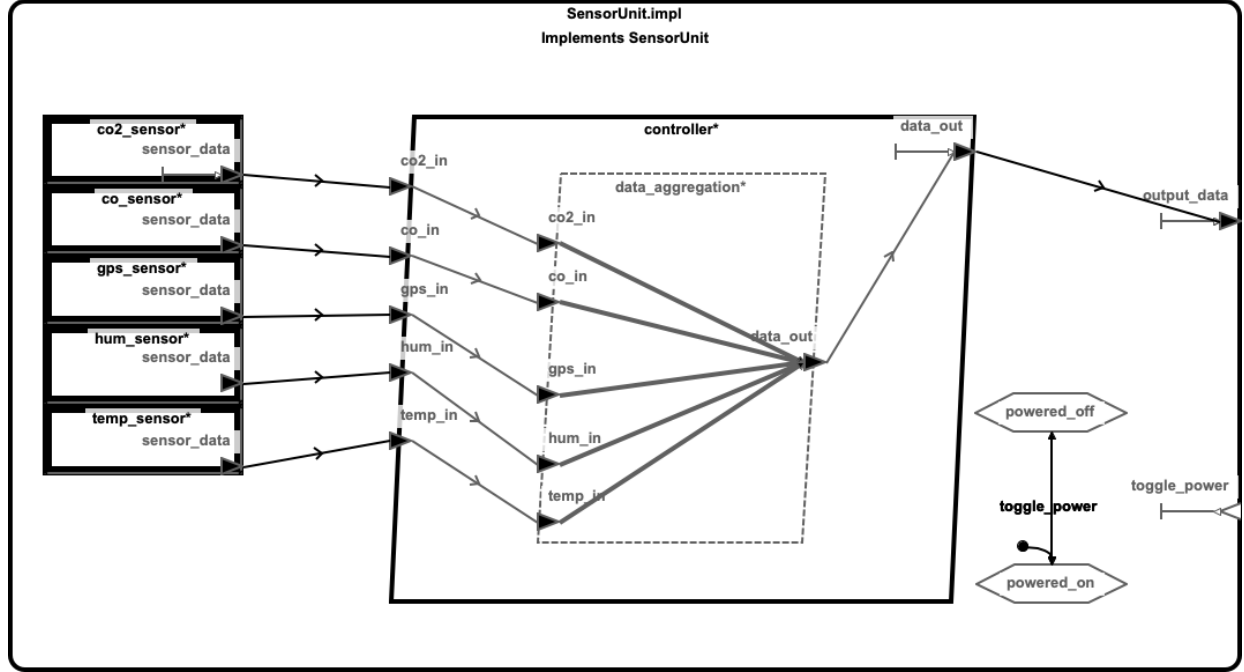 SensorUnit.impl
Implements SensorUnit
co2_sensor*
sensor_data
co_sensor*
sensor_data
gps_sensor*
sensor_data
hum_sensor*
sensor_data
temp_sensor*
sensor_data
controller*
co2_in
co_in
gps_in
hum_in
temp_in
data_aggregation*
co2_in
co_in
gps_in
hum_in
temp_in
data_out
data_out
output_data
powered_off
toggle_power
powered_on
toggle_power